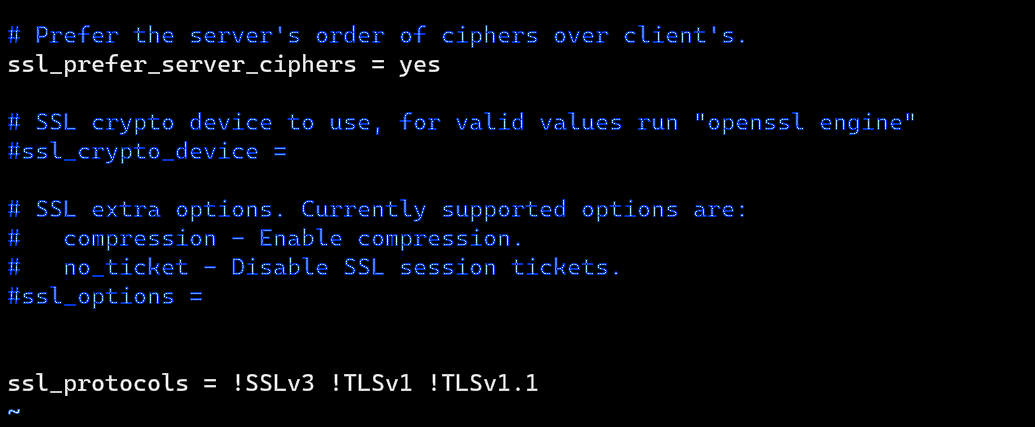 # Prefer the server's order of ciphers over client's.
ssl_prefer_server_ciphers = yes
# SSL crypto device to use, for valid values run "openssl engine"
#ssl_crypto_device =
# SSL extra options. Currently supported options are:
#   compression - Enable compression.
#   no_ticket - Disable SSL session tickets.
#ssl_options =
ssl_protocols = !SSLv3 !TLSv1 !TLSv1.1
~